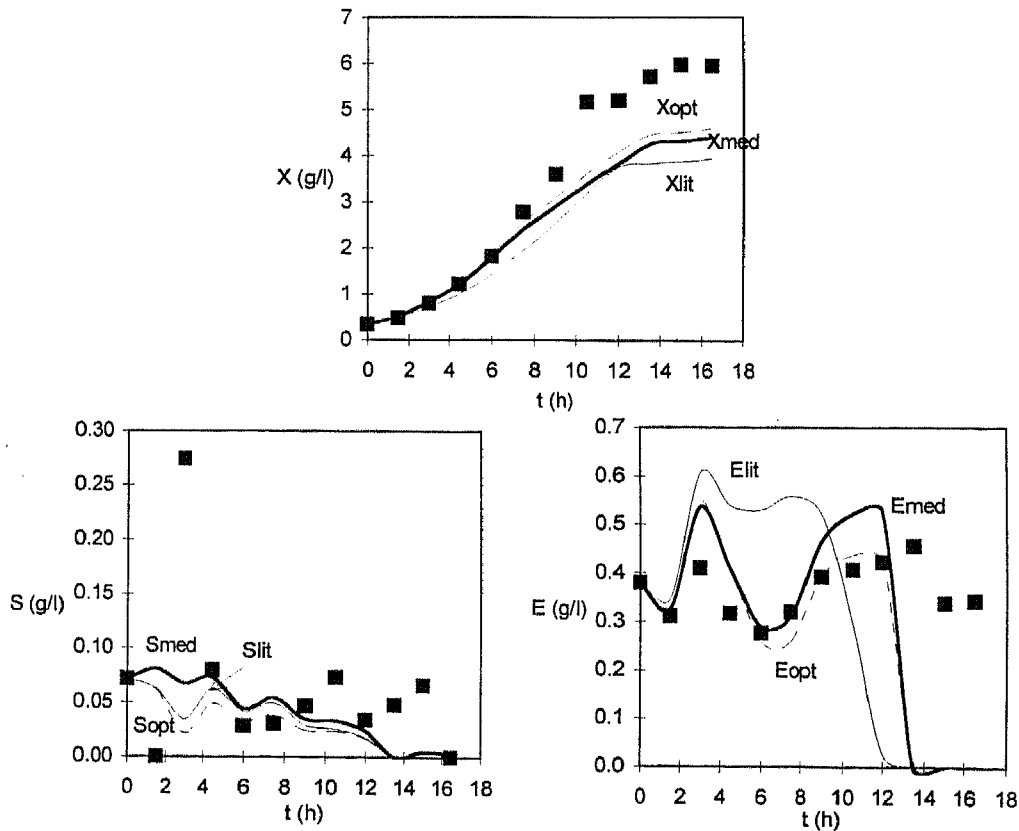 7
6
5
4
3
2
1
0
X (g/l)
Xopt
Xmed
Xlit
0 2 4 6 8 10 12 14 16 18
t (h)
0.30
0.25
0.20
0.15
0.10
0.05
0.00
S (g/l)
Smed
Slit
Sopt
0 2 4 6 8 10 12 14 16 18
t (h)
0.7
0.6
0.5
0.4
0.3
0.2
0.1
0.0
E (g/l)
Elit
Emed
Eopt
0 2 4 6 8 10 12 14 16 18
t (h)